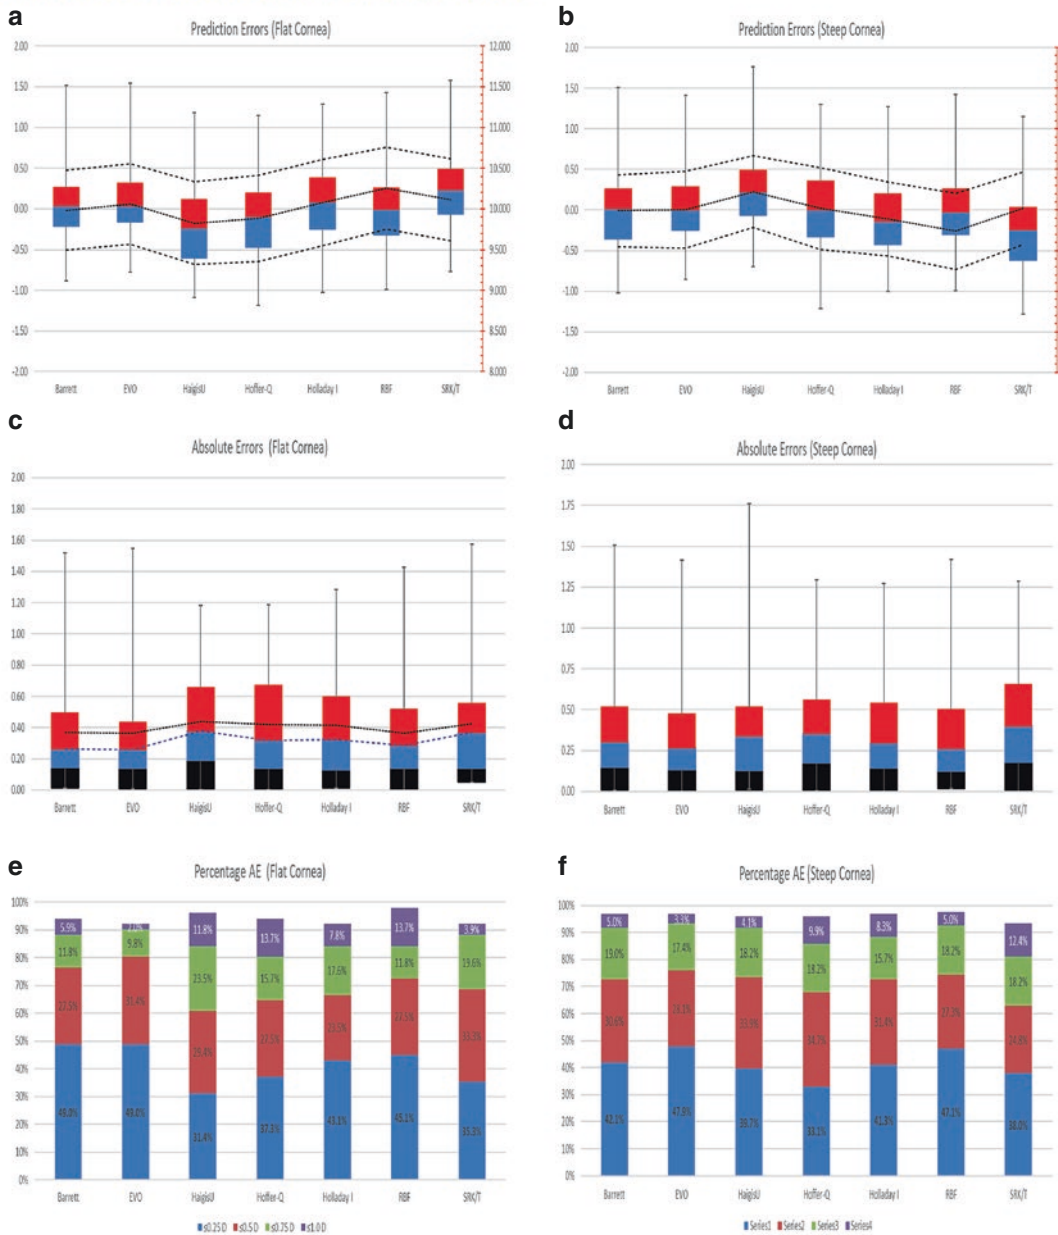 a
Prediction Errors (Flat Cornea)
2.00
1.50
1.00
0.50
0.00
-0.50
-1.00
-1.50
-2.00
12.000
11.500
11.000
10.500
10.000
9.500
9.000
8.500
8.000
Barrett EVO HaigisU Hoffer-Q Holladay I RBF SRK/T
b
Prediction Errors (Steep Cornea)
2.00
1.50
1.00
0.50
0.00
-0.50
-1.00
-1.50
-2.00
Barrett EVO HaigisU Hoffer-Q Holladay I RBF SRK/T
c
Absolute Errors (Flat Cornea)
2.00
1.80
1.60
1.40
1.20
1.00
0.80
0.60
0.40
0.20
0.00
Barrett EVO HaigisU Hoffer-Q Holladay I RBF SRK/T
d
Absolute Errors (Steep Cornea)
2.00
1.75
1.50
1.25
1.00
0.75
0.50
0.25
0.00
Barrett EVO HaigisU Hoffer-Q Holladay I RBF SRK/T
e
Percentage AE (Flat Cornea)
100%
90%
80%
70%
60%
50%
40%
30%
20%
10%
0%
5.9% 2.0% 11.8% 13.7% 7.8% 13.7% 3.9%
11.8% 9.8% 23.5% 15.7% 17.6% 11.8% 19.6%
27.5% 31.4% 29.4% 27.5% 23.5% 27.5% 33.3%
49.0% 49.0% 31.4% 37.3% 43.1% 45.1% 35.3%
Barrett EVO HaigisU Hoffer-Q Holladay I RBF SRK/T
≤0.25 D ≤0.5 D ≤0.75 D ≤1.0 D
f
Percentage AE (Steep Cornea)
100%
90%
80%
70%
60%
50%
40%
30%
20%
10%
0%
5.0% 3.3% 4.1% 9.9% 8.3% 5.0% 12.4%
19.0% 17.4% 18.2% 18.2% 15.7% 18.2% 18.2%
30.6% 33.9% 34.7% 31.4% 27.3% 24.8%
42.1% 47.9% 39.7% 33.1% 41.3% 47.1% 38.0%
Barrett EVO HaigisU Hoffer-Q Holladay I RBF SRK/T
Series1 Series2 Series3 Series4